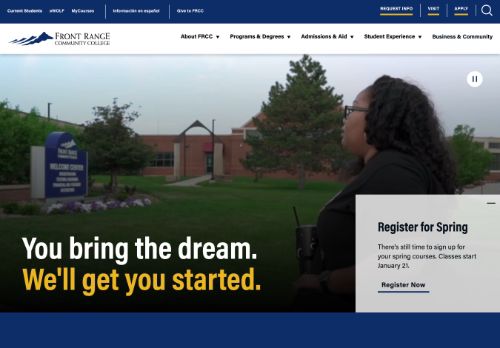 Current Students eWOLF MyCourses Información en español Give to FRCC REQUEST INFO VISIT APPLY
FRONT RANGE
COMMUNITY COLLEGE
About FRCC Programs & Degrees Admissions & Aid Student Experience Business & Community
FRONT RANGE
WELCOME CENTER
You bring the dream.
We'll get you started.
Register for Spring
There's still time to sign up for
your spring courses. Classes start
January 21.
Register Now